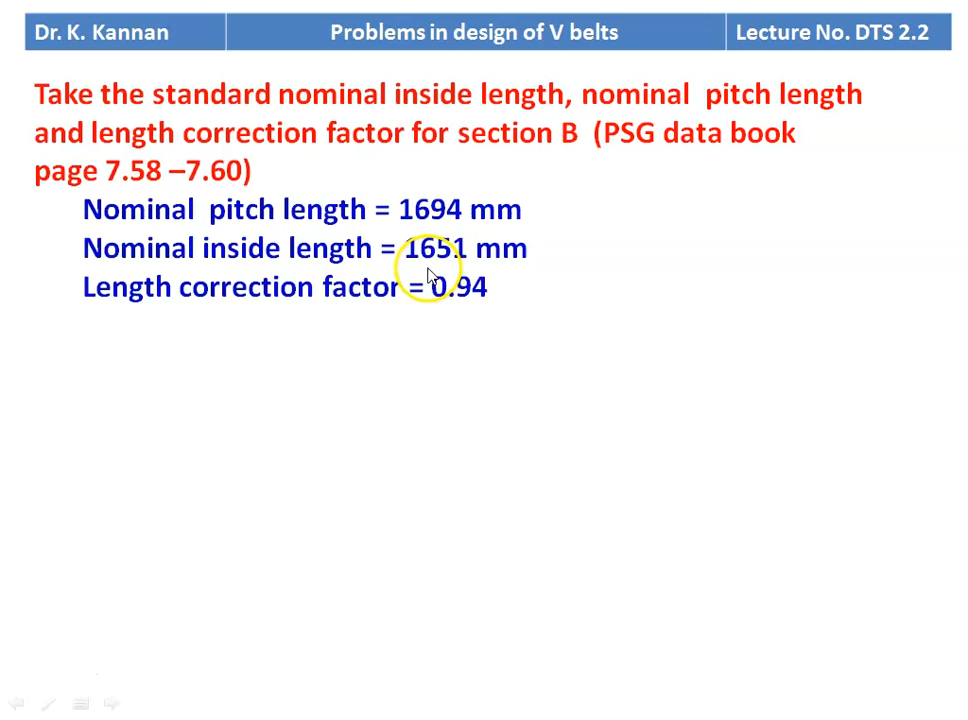 Dr. K. Kannan Problems in design of V belts Lecture No. DTS 2.2
Take the standard nominal inside length, nominal pitch length
and length correction factor for section B (PSG data book
page 7.58 –7.60)
Nominal pitch length = 1694 mm
Nominal inside length = 1651 mm
Length correction factor = 0.94